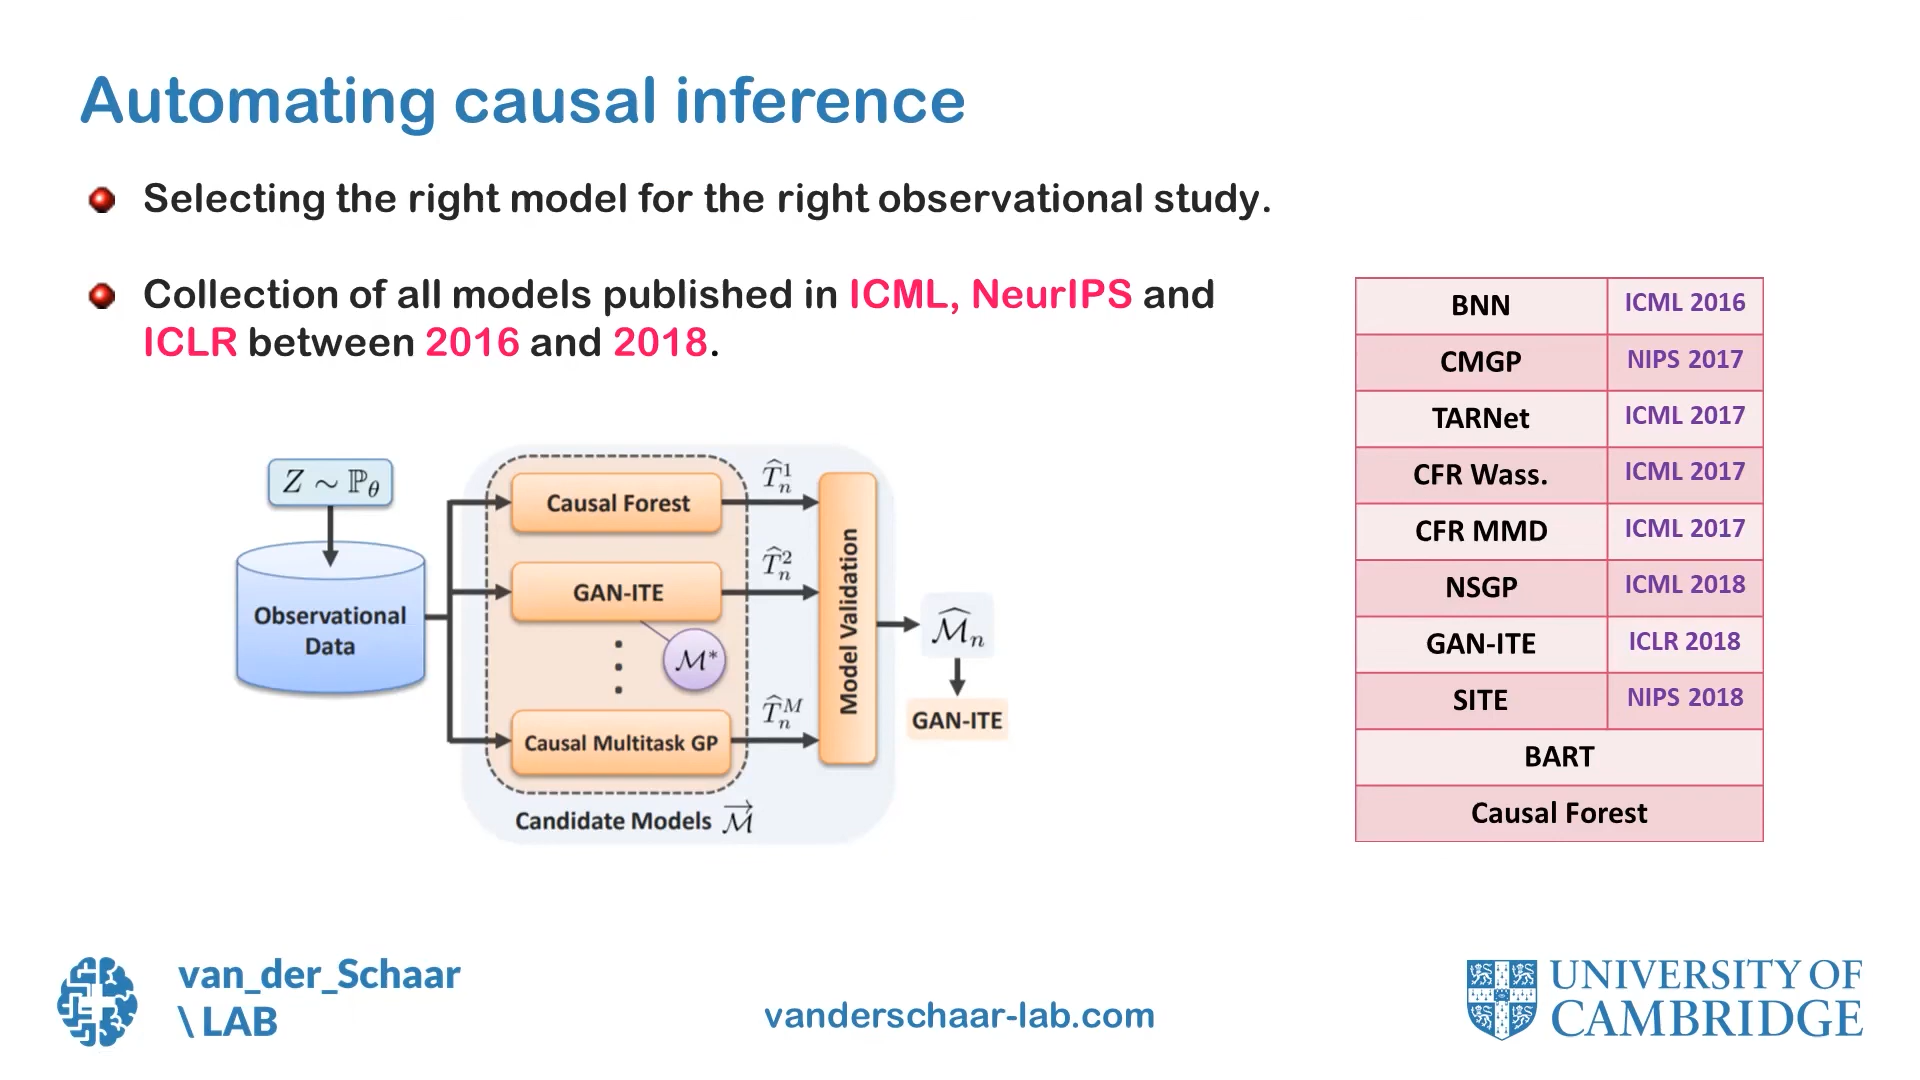 Automating causal inference
Selecting the right model for the right observational study.
Collection of all models published in ICML, NeurIPS and
ICLR between 2016 and 2018.
Z ∼ ℙθ
Observational
Data
Causal Forest
GAN-ITE
ℳ*
Causal Multitask GP
Candidate Models ℳ⃗
T̂ₙ¹
T̂ₙ²
T̂ₙᴹ
Model Validation
ℳ̂ₙ
GAN-ITE
BNN ICML 2016
CMGP NIPS 2017
TARNet ICML 2017
CFR Wass. ICML 2017
CFR MMD ICML 2017
NSGP ICML 2018
GAN-ITE ICLR 2018
SITE NIPS 2018
BART
Causal Forest
van_der_Schaar
\ LAB
vanderschaar-lab.com
UNIVERSITY OF
CAMBRIDGE